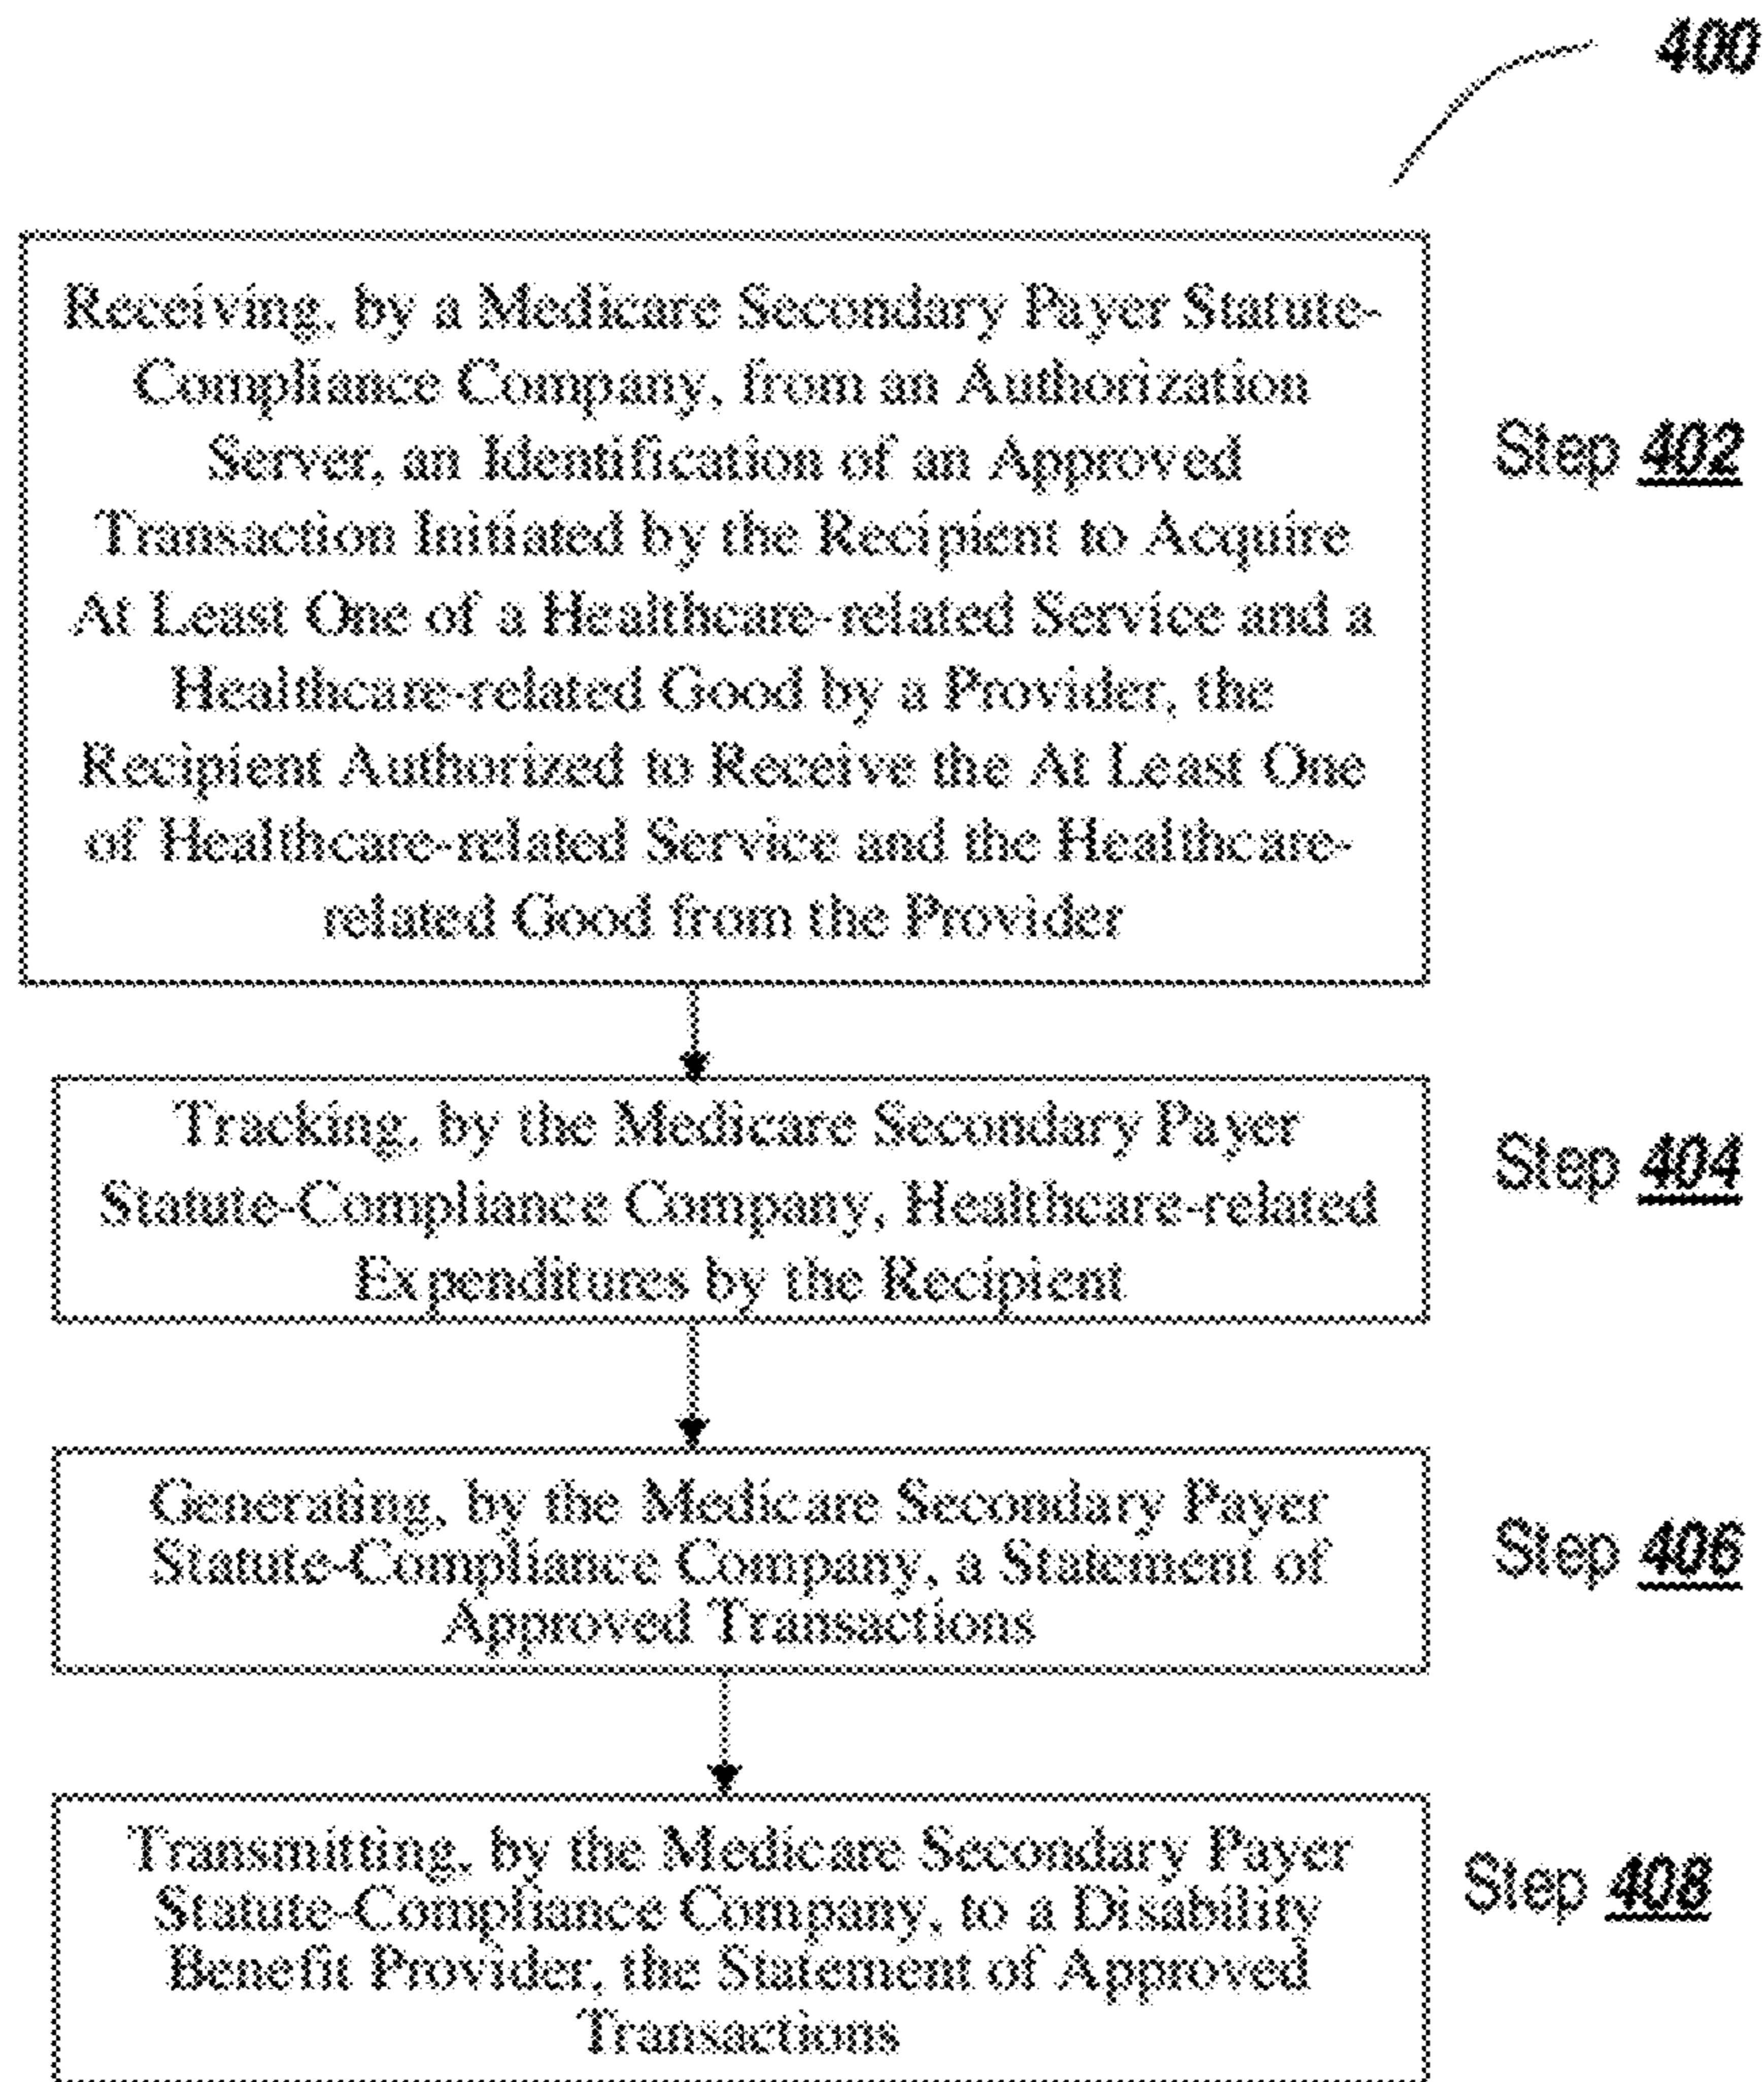 400
Receiving, by a Medicare Secondary Payer Statute-
Compliance Company, from an Authorization
Server, an Identification of an Approved
Transaction Initiated by the Recipient to Acquire
At Least One of a Healthcare-related Service and a
Healthcare-related Good by a Provider, the
Recipient Authorized to Receive the At Least One
of Healthcare-related Service and the Healthcare-
related Good from the Provider
Step 402
Tracking, by the Medicare Secondary Payer
Statute-Compliance Company, Healthcare-related
Expenditures by the Recipient
Step 404
Generating, by the Medicare Secondary Payer
Statute-Compliance Company, a Statement of
Approved Transactions
Step 406
Transmitting, by the Medicare Secondary Payer
Statute-Compliance Company, to a Disability
Benefit Provider, the Statement of Approved
Transactions
Step 408